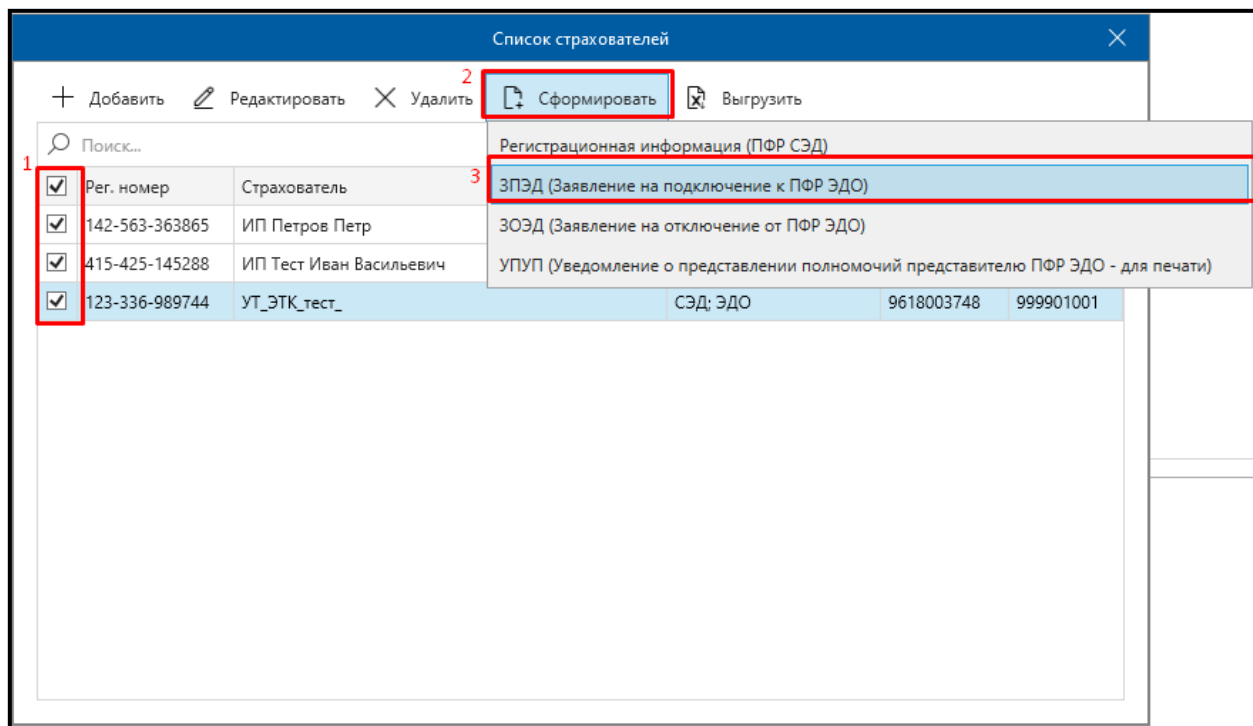 Список страхователей
2
Добавить Редактировать Удалить Сформировать Выгрузить
Поиск...
Регистрационная информация (ПФР СЭД)
1
3
Рег. номер Страхователь
ЗПЭД (Заявление на подключение к ПФР ЭДО)
142-563-363865 ИП Петров Петр
ЗОЭД (Заявление на отключение от ПФР ЭДО)
415-425-145288 ИП Тест Иван Васильевич
УПУП (Уведомление о представлении полномочий представителю ПФР ЭДО - для печати)
123-336-989744 УТ_ЭТК_тест_ СЭД; ЭДО 9618003748 999901001